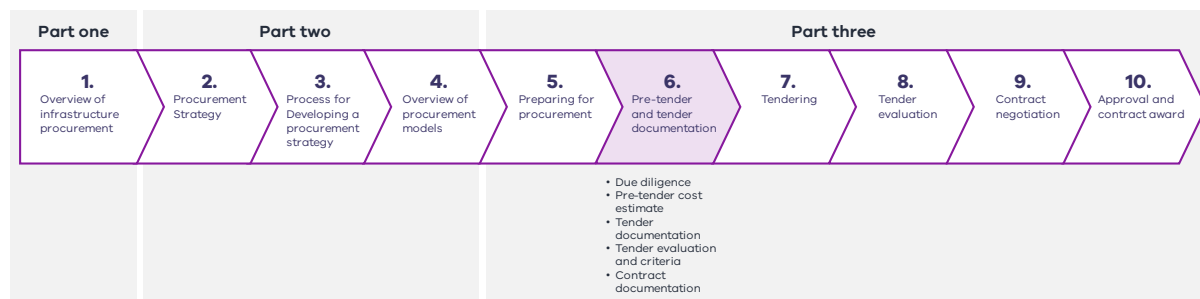 Part one
Part two
Part three
1.
Overview of
infrastructure
procurement
2.
Procurement
Strategy
3.
Process for
Developing a
procurement
strategy
4.
Overview of
procurement
models
5.
Preparing for
procurement
6.
Pre-tender
and tender
documentation
7.
Tendering
8.
Tender
evaluation
9.
Contract
negotiation
10.
Approval and
contract award
• Due diligence
• Pre-tender cost
estimate
• Tender
documentation
• Tender evaluation
and criteria
• Contract
documentation